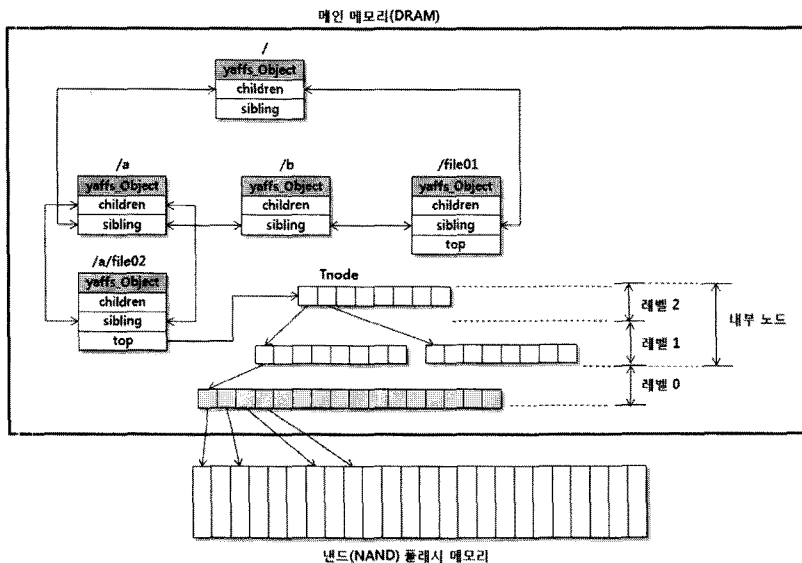 메인 메모리(DRAM)
/
yaffs_Object
children
sibling
/a
yaffs_Object
children
sibling
/b
yaffs_Object
children
sibling
/file01
yaffs_Object
children
sibling
top
/a/file02
yaffs_Object
children
sibling
top
Tnode
레벨 2
레벨 1
레벨 0
내부 노드
낸드(NAND) 플래시 메모리